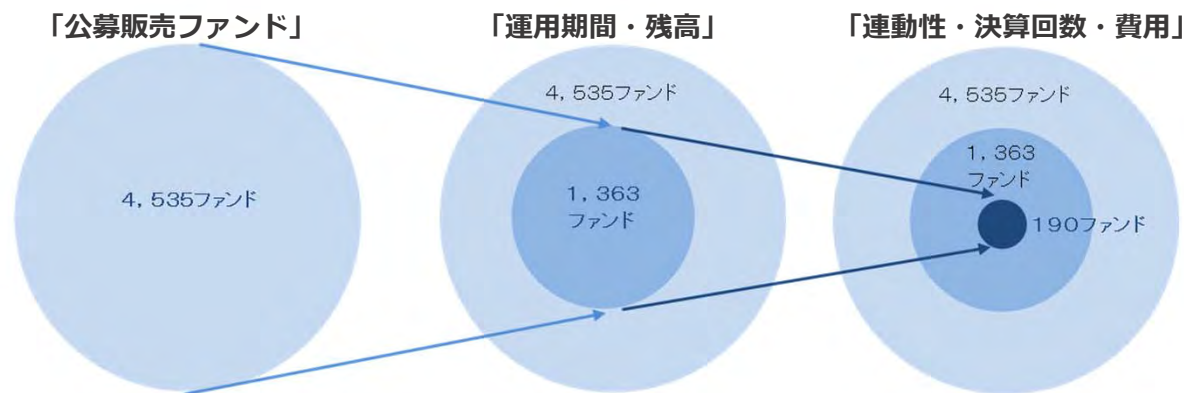 「公募販売ファンド」
4，535ファンド
「運用期間・残高」
4，535ファンド
1，363
ファンド
「連動性・決算回数・費用」
4，535ファンド
1，363
ファンド
190ファンド